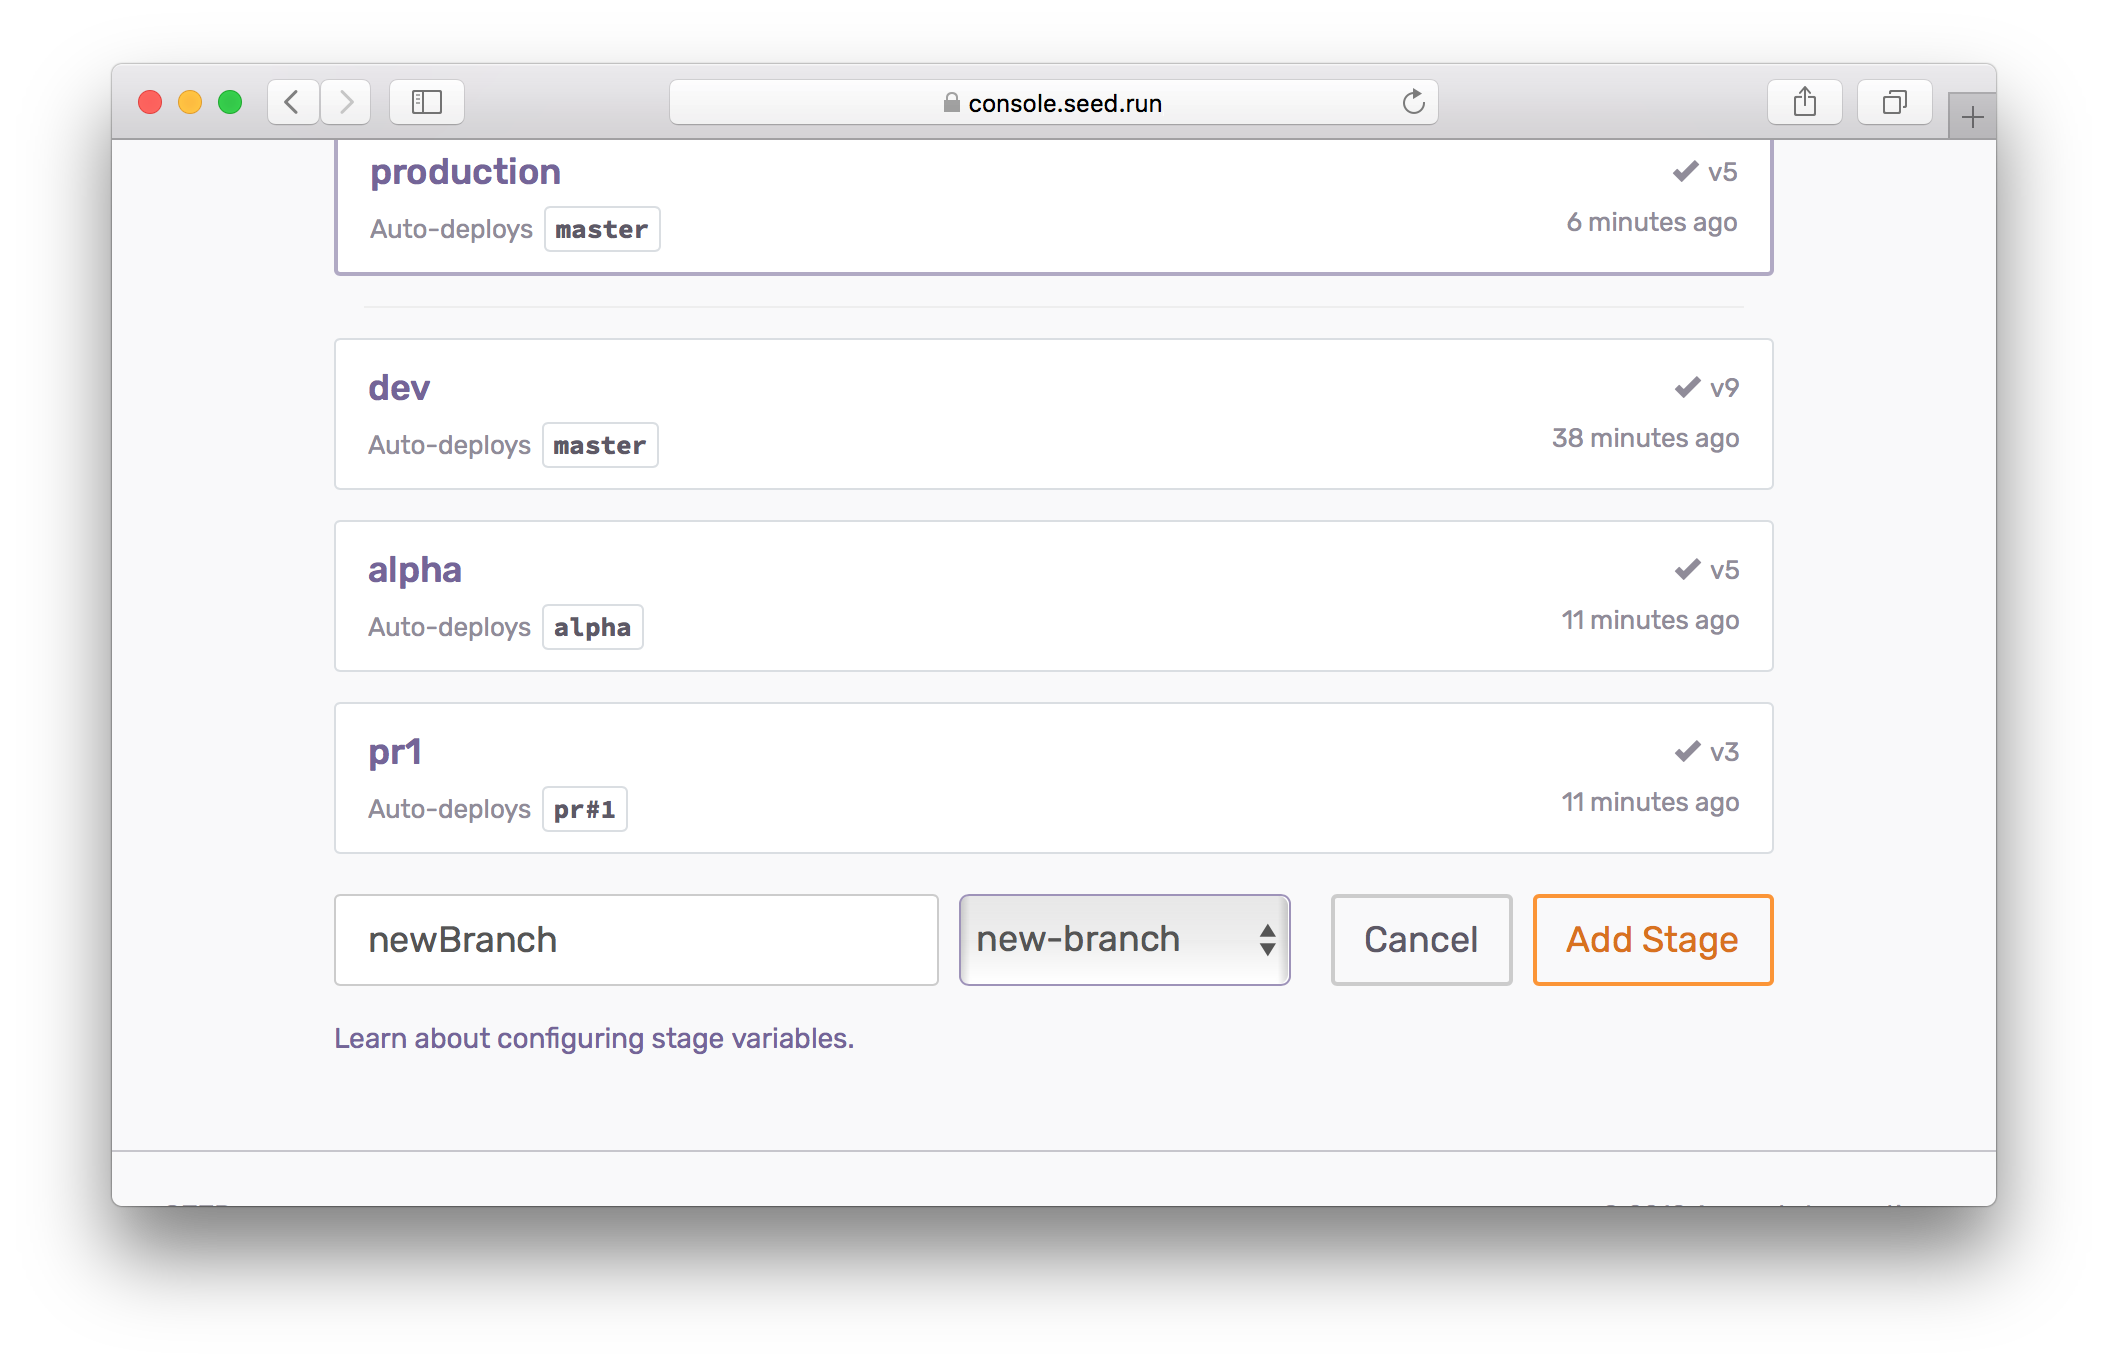 console.seed.run
production
v5
Auto-deploys master
6 minutes ago
dev
v9
Auto-deploys master
38 minutes ago
alpha
v5
Auto-deploys alpha
11 minutes ago
pr1
v3
Auto-deploys pr#1
11 minutes ago
newBranch new-branch Cancel Add Stage
Learn about configuring stage variables.